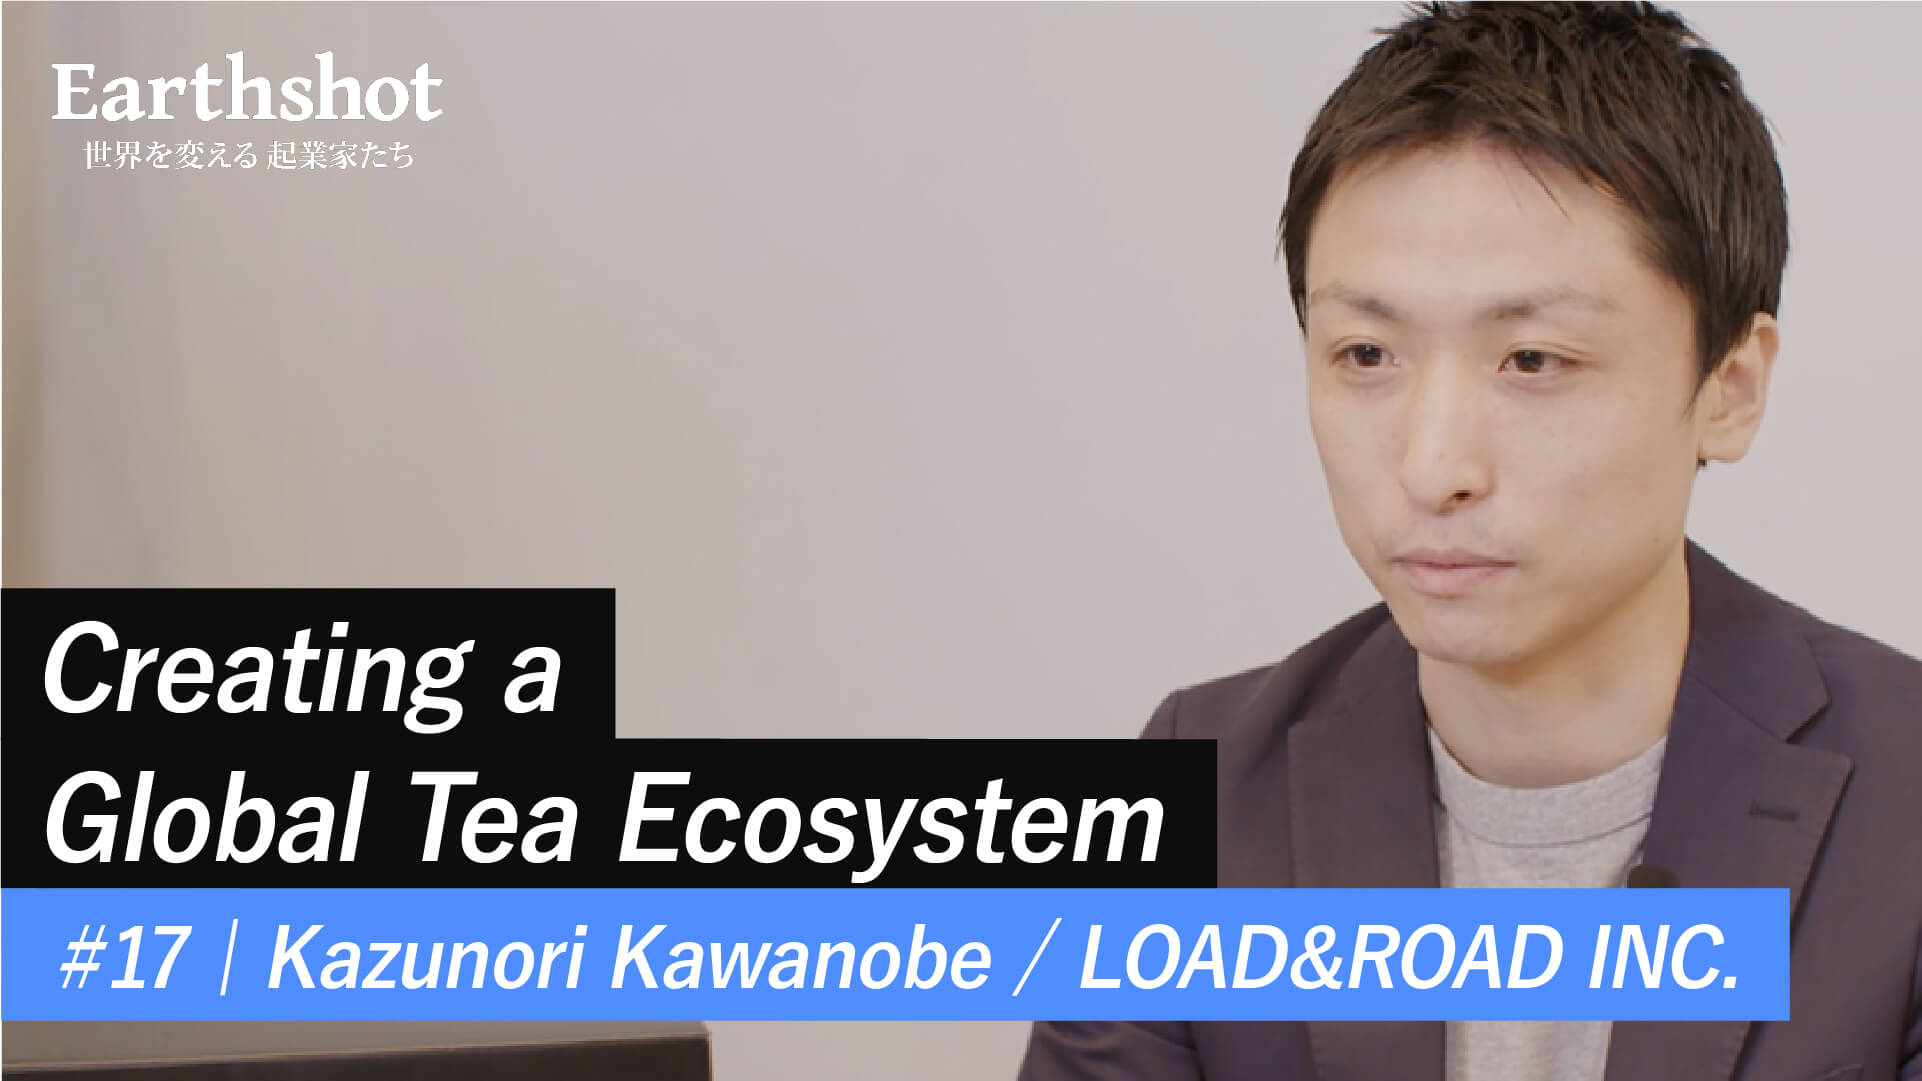 Earthshot
世界を変える 起業家たち
Creating a
Global Tea Ecosystem
#17 | Kazunori Kawanobe / LOAD&ROAD INC.